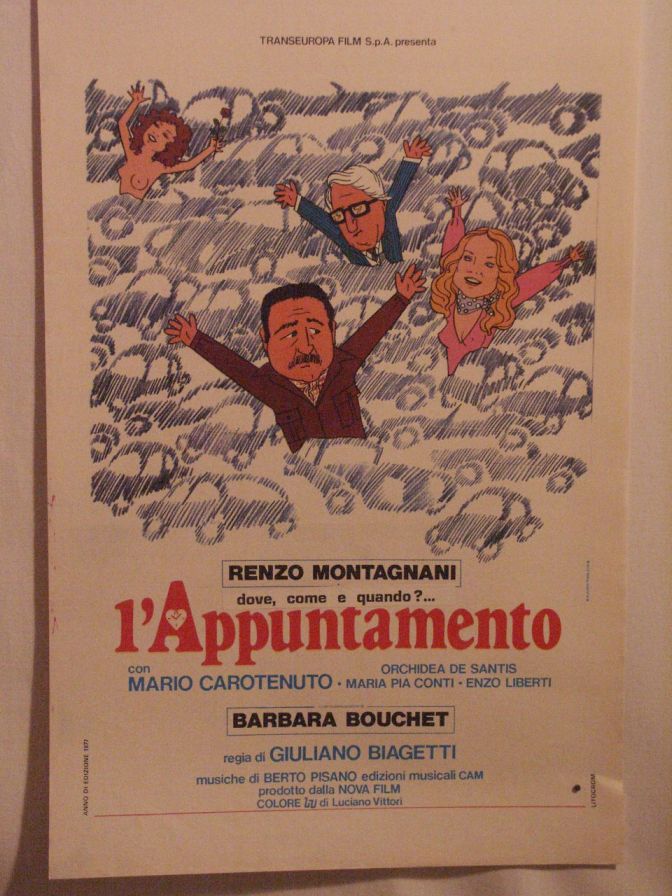 TRANSEUROPA FILM S.p.A. presenta
RENZO MONTAGNANI
dove, come e quando?...
l'Appuntamento
con
MARIO CAROTENUTO •
ORCHIDEA DE SANTIS
MARIA PIA CONTI • ENZO LIBERTI
BARBARA BOUCHET
regia di GIULIANO BIAGETTI
musiche di BERTO PISANO edizioni musicali CAM
prodotto dalla NOVA FILM
COLORE LV di Luciano Vittori
ANNO DI EDIZIONE 1977
LITOCROM